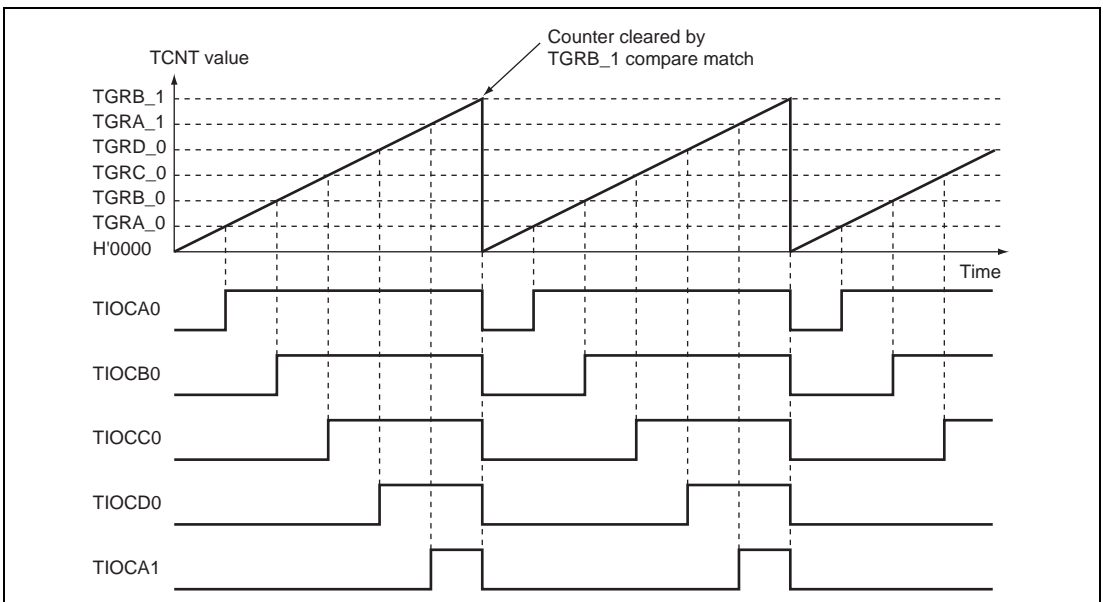 Counter cleared by
TGRB_1 compare match
TCNT value
TGRB_1
TGRA_1
TGRD_0
TGRC_0
TGRB_0
TGRA_0
H'0000
Time
TIOCA0
TIOCB0
TIOCC0
TIOCD0
TIOCA1